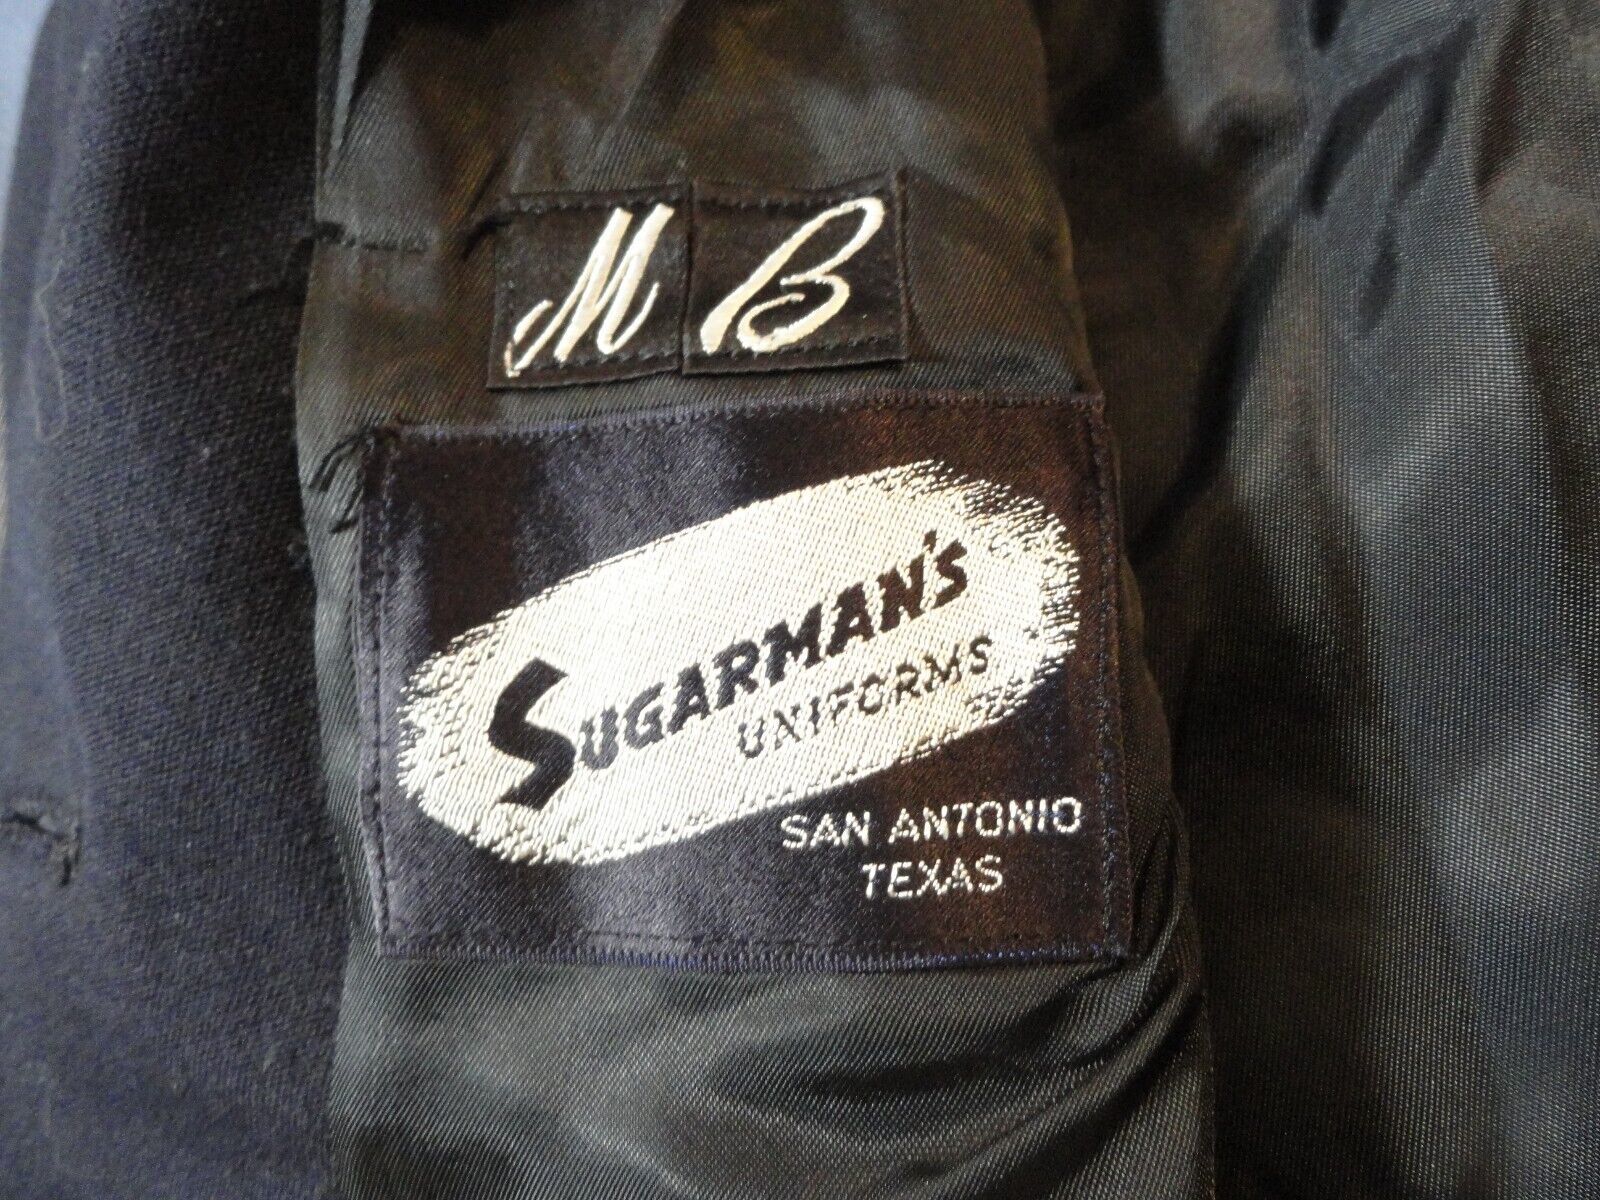 M B
SUGARMAN'S
UNIFORMS
SAN ANTONIO
TEXAS